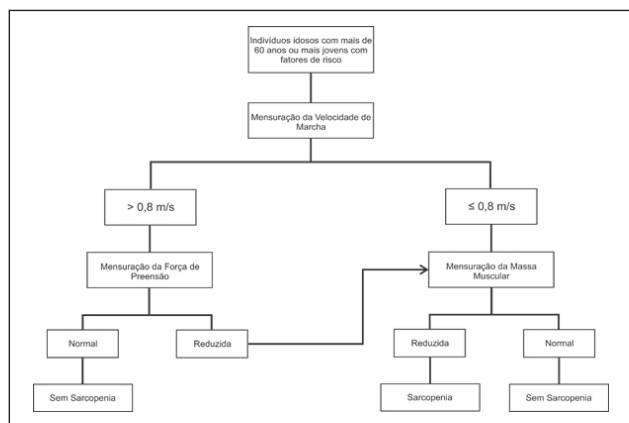 Indivíduos idosos com mais de
60 anos ou mais jovens com
fatores de risco
Mensuração da Velocidade de
Marcha
> 0,8 m/s
≤ 0,8 m/s
Mensuração da Força de
Preensão
Mensuração da Massa
Muscular
Normal
Reduzida
Reduzida
Normal
Sem Sarcopenia
Sarcopenia
Sem Sarcopenia